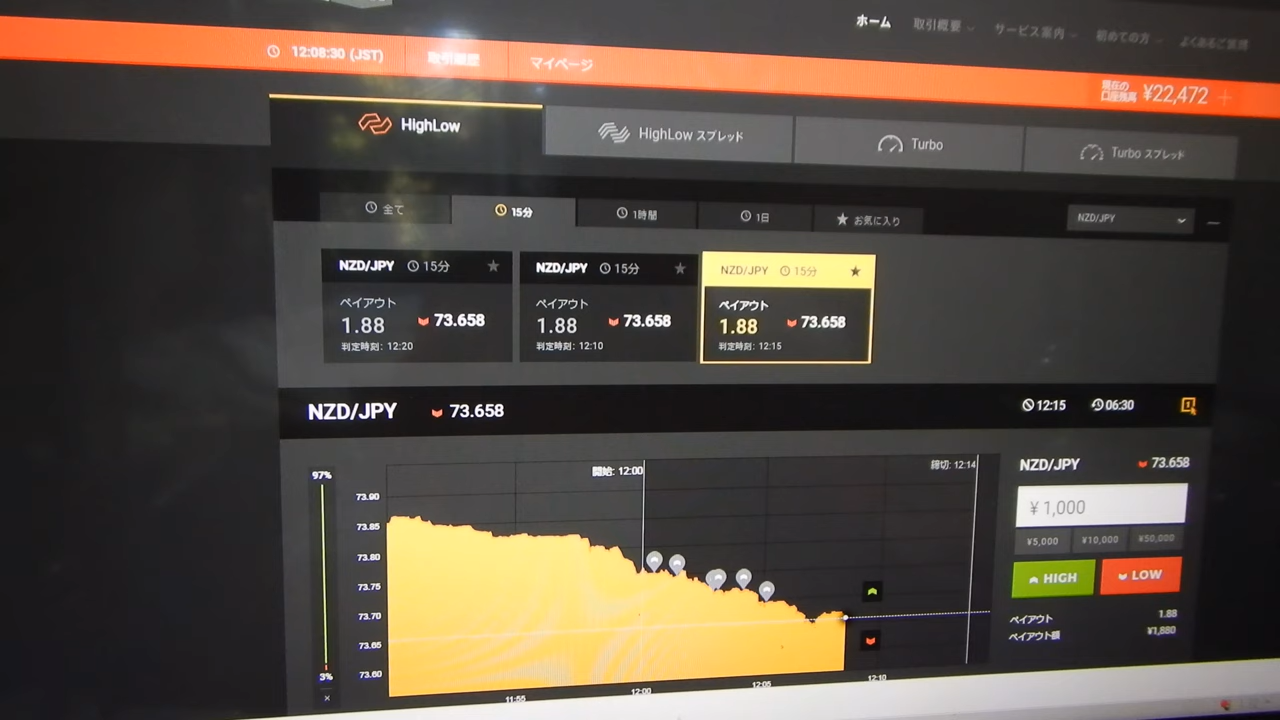 ホーム 取引概要 サービス案内 初めての方 よくあるご質問
12:08:30 (JST) 取引履歴 マイページ 現在の口座残高 ¥22,472 +
HighLow HighLow スプレッド Turbo Turbo スプレッド
全て 15分 1時間 1日 お気に入り NZD/JPY
NZD/JPY 15分 NZD/JPY 15分 NZD/JPY 15分
ペイアウト ペイアウト ペイアウト
1.88 73.658 1.88 73.658 1.88 73.658
判定時刻: 12:20 判定時刻: 12:10 判定時刻: 12:15
NZD/JPY 73.658 12:15 06:30
97% 開始: 12:00 締切: 12:14 NZD/JPY 73.658
73.90
¥ 1,000
73.85
¥5,000 ¥10,000 ¥50,000
73.80
73.75
HIGH LOW
73.70
ペイアウト 1.88
73.65
ペイアウト額 ¥1,880
73.60
3%
11:55 12:00 12:05 12:10